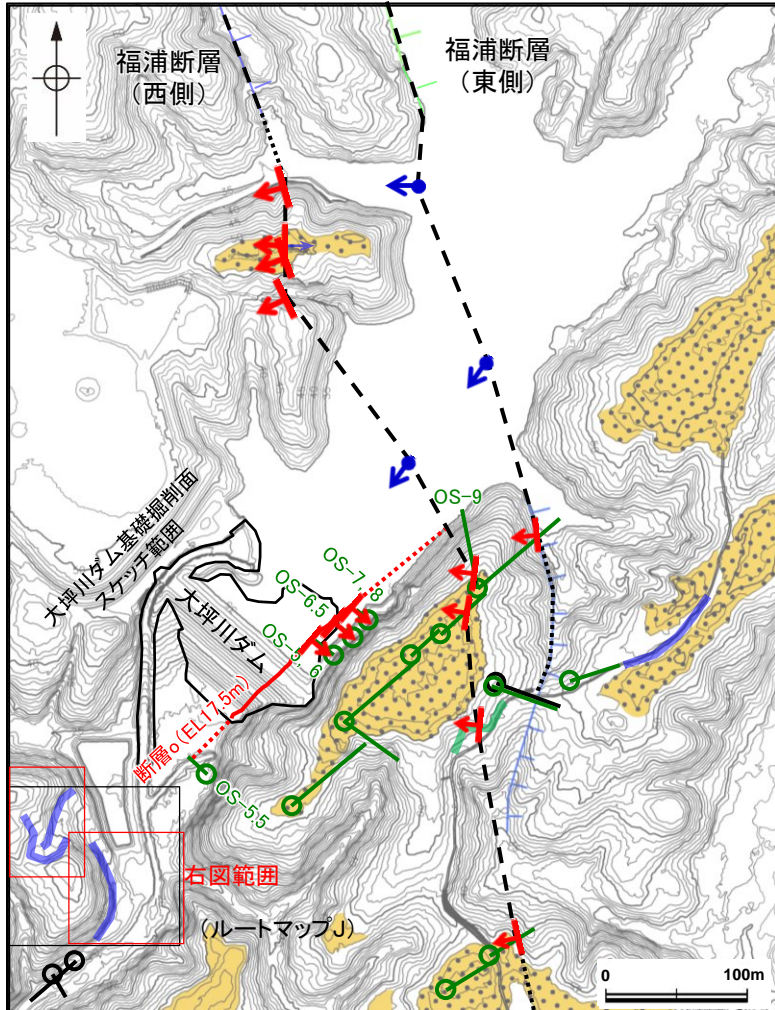 福浦断層
（西側）
福浦断層
（東側）
大坪川ダム基礎掘削面
スケッチ範囲
OS-9
OS-7, 8
OS-6.5
OS-5, 6
大坪川ダム
断層o（EL17.5m）
OS-5.5
右図範囲
（ルートマップJ）
0
100m